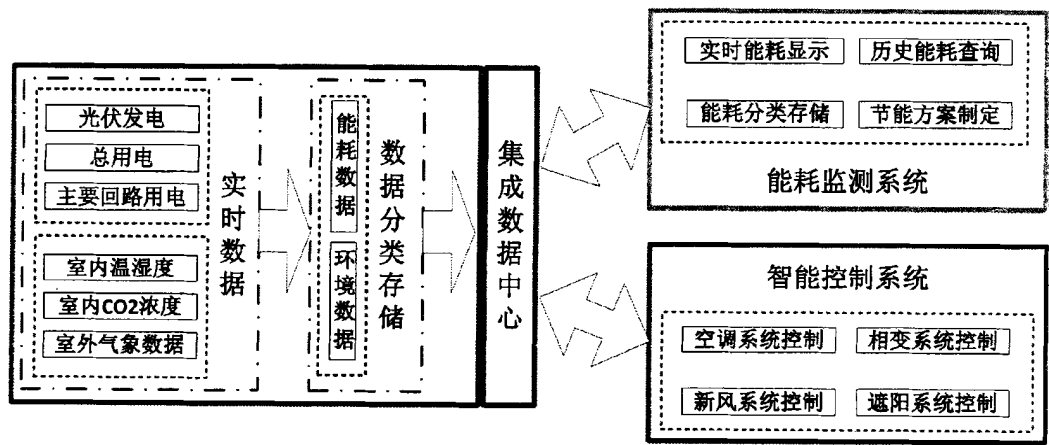 光伏发电
总用电
主要回路用电
室内温湿度
室内CO2浓度
室外气象数据
实时数据
能耗数据
环境数据
数据分类存储
集成数据中心
实时能耗显示
历史能耗查询
能耗分类存储
节能方案制定
能耗监测系统
智能控制系统
空调系统控制
相变系统控制
新风系统控制
遮阳系统控制